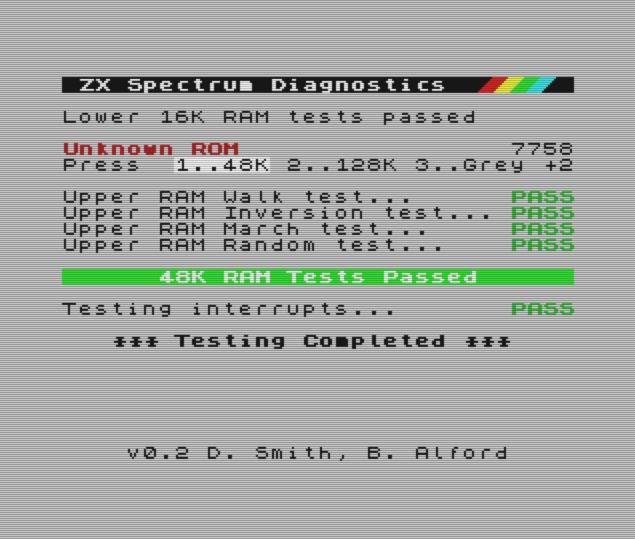 ZX Spectrum Diagnostics
Lower 16K RAM tests passed
Unknown ROM 7758
Press 1..48K 2..128K 3..Grey +2
Upper RAM Walk test... PASS
Upper RAM Inversion test... PASS
Upper RAM March test... PASS
Upper RAM Random test... PASS
48K RAM Tests Passed
Testing interrupts... PASS
*** Testing Completed ***
v0.2 D. Smith, B. Alford